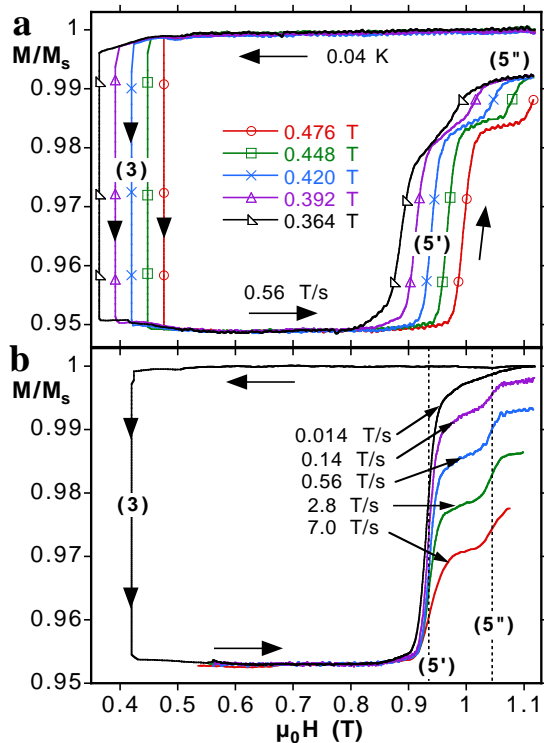 a
1
M/Mₛ
0.99
0.98
0.97
0.96
0.95
0.04 K
(5")
0.476 T
0.448 T
0.420 T
0.392 T
0.364 T
(3)
(5')
0.56 T/s
b
1
M/Mₛ
0.99
0.98
0.97
0.96
0.95
0.014 T/s
0.14 T/s
0.56 T/s
2.8 T/s
7.0 T/s
(3)
(5')
(5")
0.4 0.5 0.6 0.7 0.8 0.9 1 1.1
μ₀H (T)